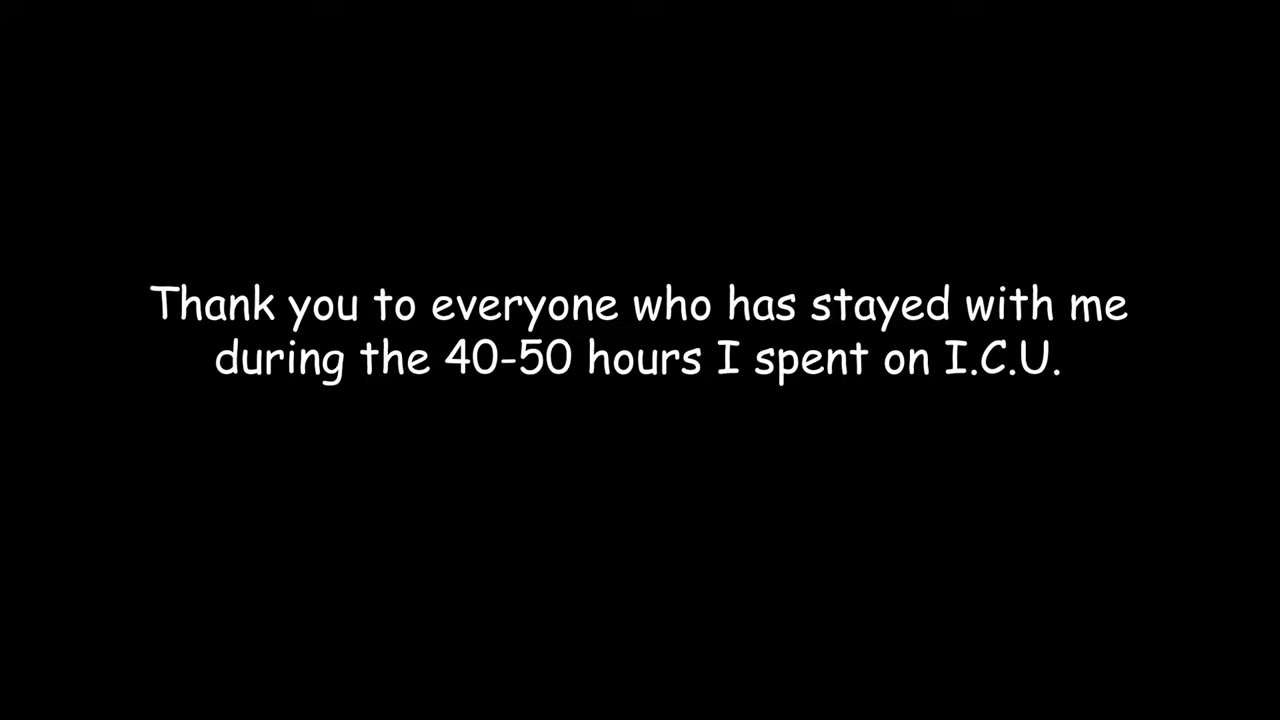 Thank you to everyone who has stayed with me
during the 40-50 hours I spent on I.C.U.